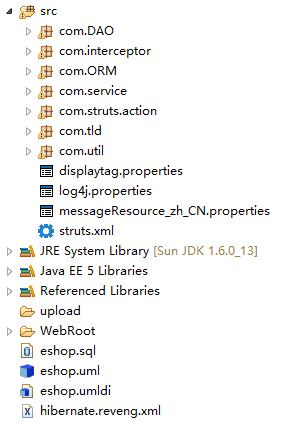 src
com.DAO
com.interceptor
com.ORM
com.service
com.struts.action
com.tld
com.util
displaytag.properties
log4j.properties
messageResource_zh_CN.properties
struts.xml
JRE System Library [Sun JDK 1.6.0_13]
Java EE 5 Libraries
Referenced Libraries
upload
WebRoot
eshop.sql
eshop.uml
eshop.umldi
hibernate.reveng.xml